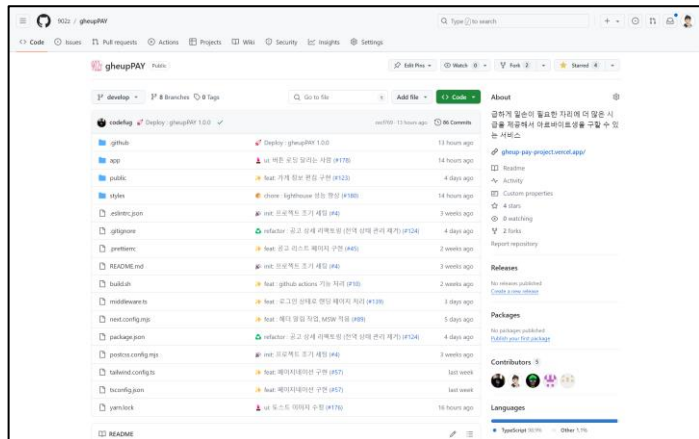 902z / gheupPAY
Type / to search
Code Issues Pull requests Actions Projects Wiki Security Insights Settings
gheupPAY Public
Edit Pins Watch 0 Fork 2 Starred 4
develop 8 Branches 0 Tags
Go to file t Add file Code
codefug Deploy : gheupPAY 1.0.0
13 hours ago 86 Commits
.github Deploy : gheupPAY 1.0.0 13 hours ago
app ui: 버튼 로딩 달리는 사람 (#178) 14 hours ago
public feat: 가게 정보 편집 구현 (#123) 4 days ago
styles chore : lighthouse 성능 향상 (#180) 14 hours ago
.eslintrc.json init: 프로젝트 초기 세팅 (#4) 3 weeks ago
.gitignore refactor : 공고 상세 리팩토링 (전역 상태 관리 제거) (#124) 4 days ago
.prettierrc feat: 공고 리스트 페이지 구현 (#45) 2 weeks ago
README.md init: 프로젝트 초기 세팅 (#4) 3 weeks ago
build.sh feat : github actions 기능 처리 (#10) 2 weeks ago
middleware.ts feat : 로그인 상태로 랜딩 페이지 처리 (#139) 3 days ago
next.config.mjs feat : 헤더 알림 작업, MSW 적용 (#89) 5 days ago
package.json refactor : 공고 상세 리팩토링 (전역 상태 관리 제거) (#124) 4 days ago
postcss.config.mjs init: 프로젝트 초기 세팅 (#4) 3 weeks ago
tailwind.config.ts feat: 페이지네이션 구현 (#57) last week
tsconfig.json feat: 페이지네이션 구현 (#57) last week
yarn.lock ui: 토스트 이미지 수정 (#176) 16 hours ago
README
About
급하게 일손이 필요한 자리에 더 많은 시
급을 제공해서 아르바이트생을 구할 수 있
는 서비스
gheup-pay-project.vercel.app/
Readme
Activity
Custom properties
4 stars
0 watching
2 forks
Report repository
Releases
No releases published
Create a new release
Packages
No packages published
Publish your first package
Contributors 5
Languages
TypeScript Other 1.1%